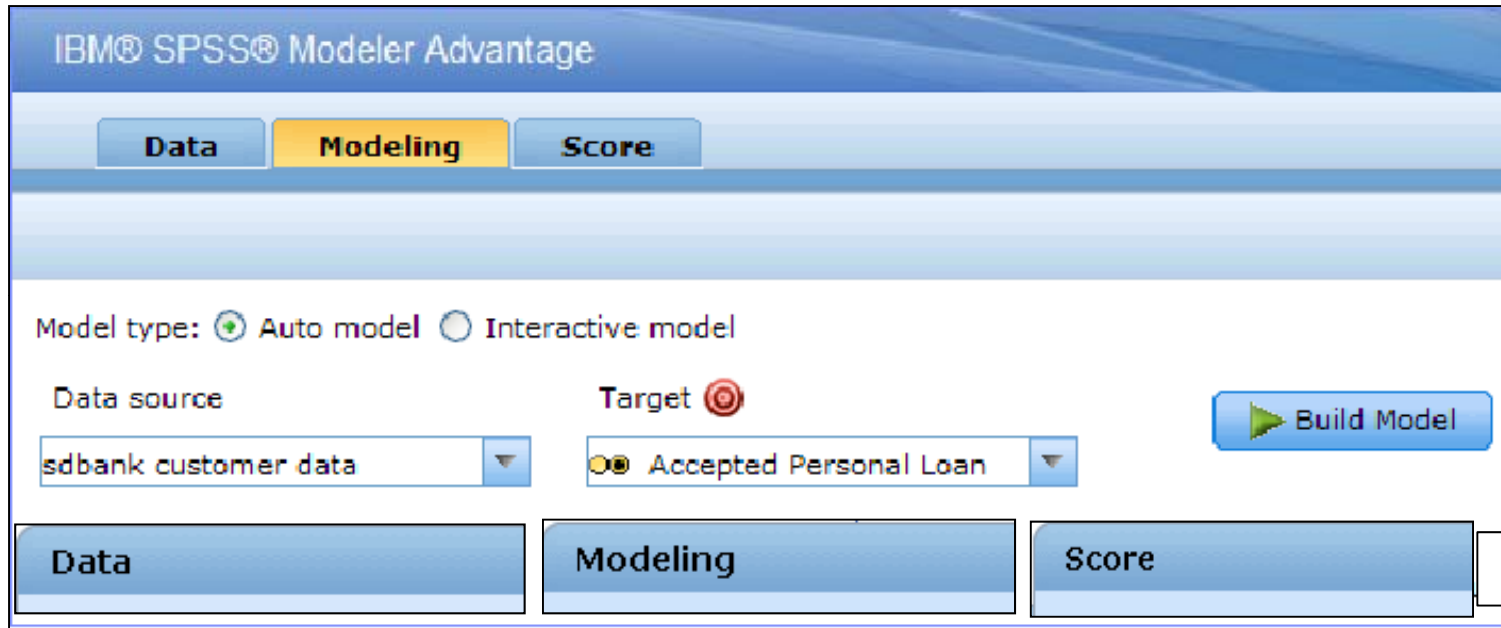 IBM® SPSS® Modeler Advantage
Data Modeling Score
Model type: Auto model Interactive model
Data source Target
Build Model
sdbank customer data Accepted Personal Loan
Data Modeling Score